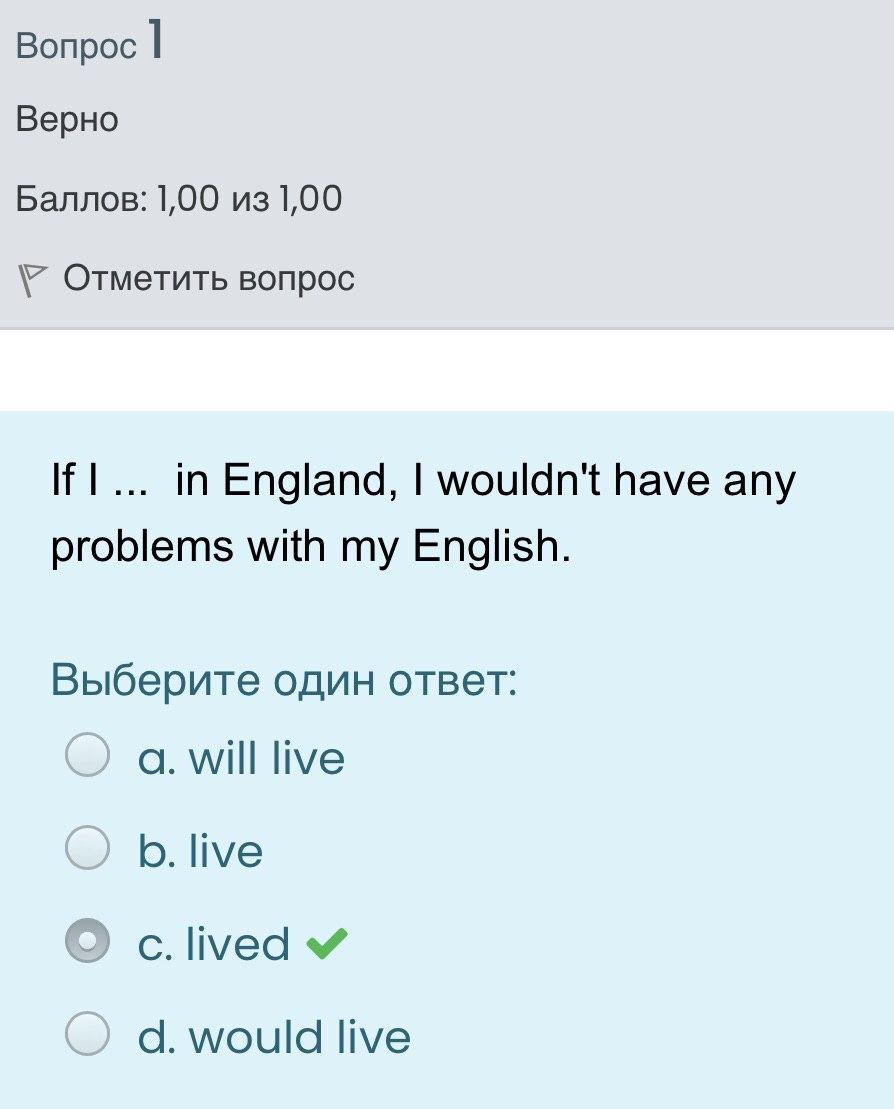 Вопрос 1
Верно
Баллов: 1,00 из 1,00
Отметить вопрос
If I ... in England, I wouldn't have any
problems with my English.
Выберите один ответ:
a. will live
b. live
c. lived
d. would live